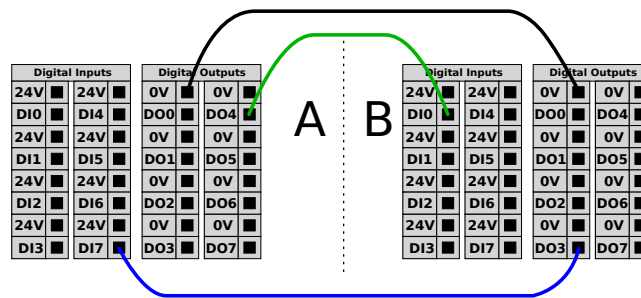 Digital Inputs Digital Outputs Digital Inputs Digital Outputs
24V 24V 0V 0V 24V 24V 0V 0V
DI0 DI4 DO0 DO4 A B DI0 DI4 DO0 DO4
24V 24V 0V 0V 24V 24V 0V 0V
DI1 DI5 DO1 DO5 DI1 DI5 DO1 DO5
24V 24V 0V 0V 24V 24V 0V 0V
DI2 DI6 DO2 DO6 DI2 DI6 DO2 DO6
24V 24V 0V 0V 24V 24V 0V 0V
DI3 DI7 DO3 DO7 DI3 DI7 DO3 DO7